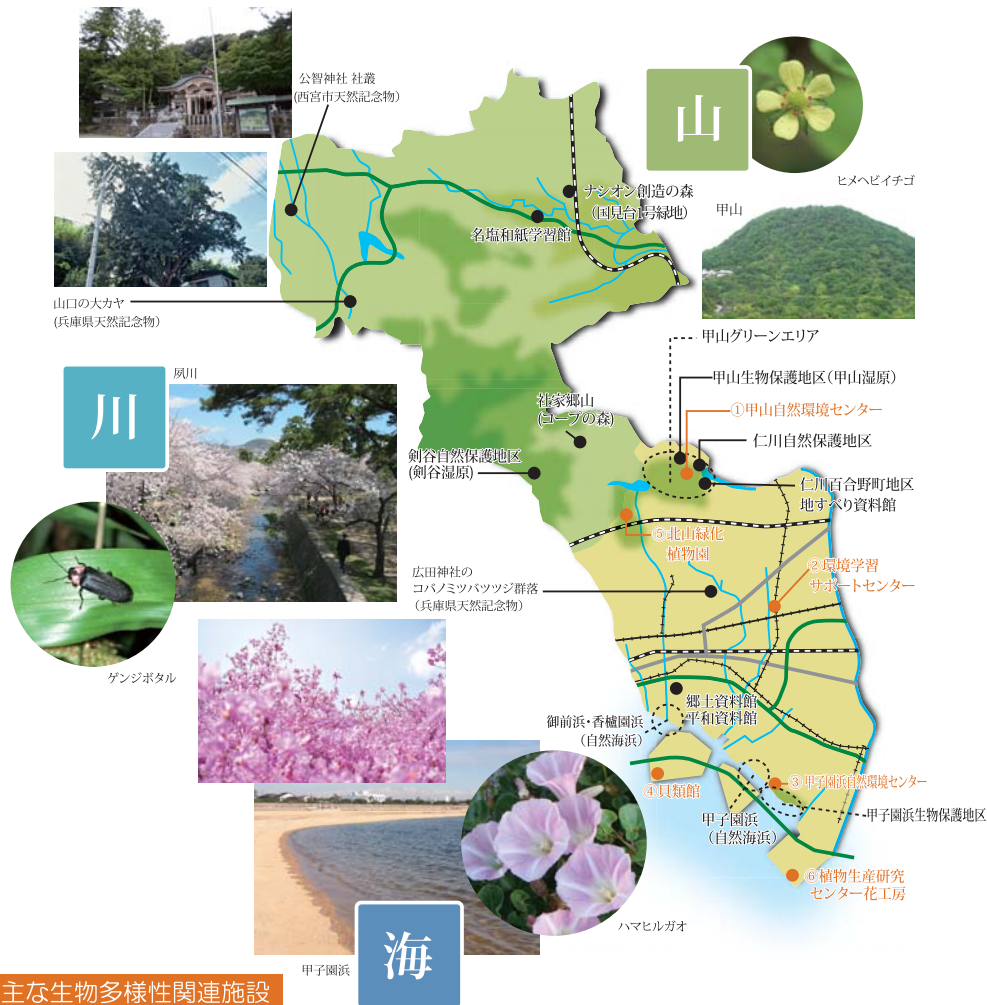 公智神社 社叢
(西宮市天然記念物)
山
ヒメヘビイチゴ
ナシオン創造の森
(国見台1号緑地)
名塩和紙学習館
甲山
山口の大カヤ
(兵庫県天然記念物)
甲山グリーンエリア
川
夙川
甲山生物保護地区(甲山湿原)
社家郷山
(コープの森)
①甲山自然環境センター
仁川自然保護地区
剣谷自然保護地区
(剣谷湿原)
仁川百合野町地区
地すべり資料館
⑤北山緑化
植物園
広田神社の
コバノミツバツツジ群落
(兵庫県天然記念物)
②環境学習
サポートセンター
ゲンジボタル
郷土資料館
平和資料館
御前浜・香櫨園浜
(自然海浜)
④貝類館
③甲子園浜自然環境センター
甲子園浜
(自然海浜)
甲子園浜生物保護地区
⑥植物生産研究
センター花工房
ハマヒルガオ
海
甲子園浜
主な生物多様性関連施設